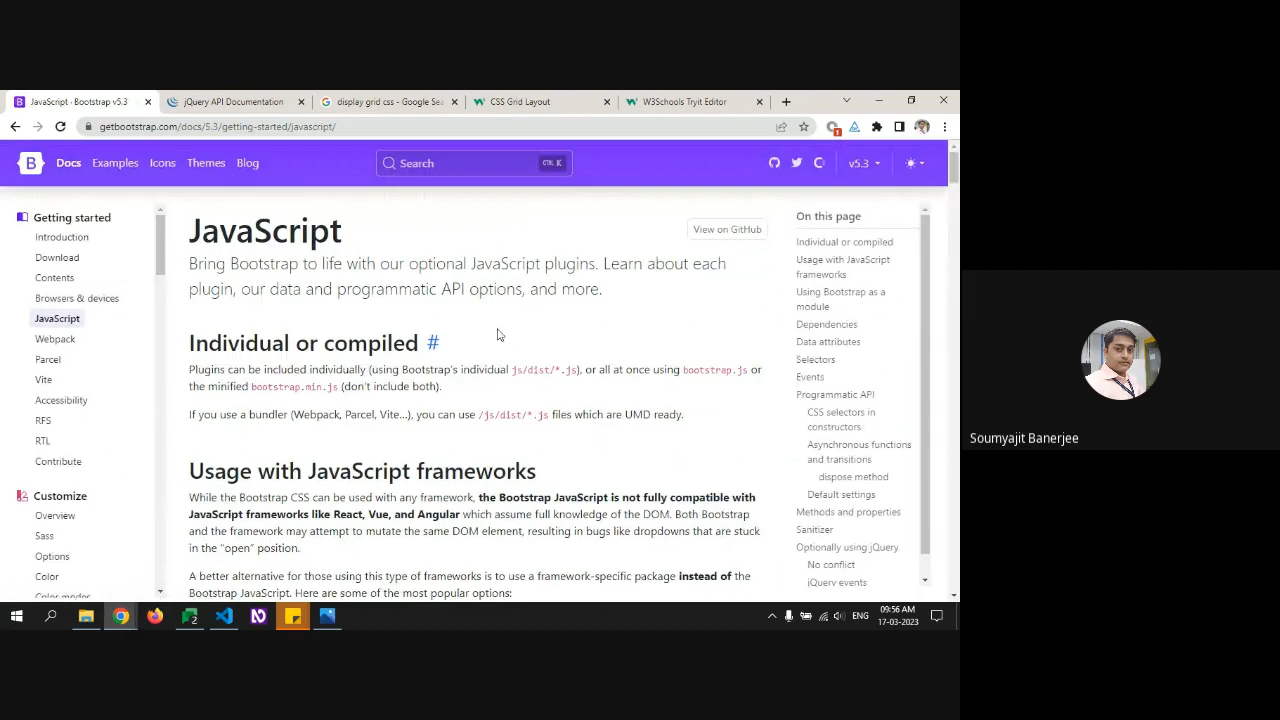 JavaScript · Bootstrap v5.3
jQuery API Documentation
display grid css - Google Sea
CSS Grid Layout
W3Schools Tryit Editor
getbootstrap.com/docs/5.3/getting-started/javascript/
1
B
Docs
Examples
Icons
Themes
Blog
Search
CTRL K
v5.3
Getting started
Introduction
Download
Contents
Browsers & devices
JavaScript
Webpack
Parcel
Vite
Accessibility
RFS
RTL
Contribute
Customize
Overview
Sass
Options
Color
Color modes
JavaScript
View on GitHub
Bring Bootstrap to life with our optional JavaScript plugins. Learn about each
plugin, our data and programmatic API options, and more.
Individual or compiled #
Plugins can be included individually (using Bootstrap's individual js/dist/*.js), or all at once using bootstrap.js or
the minified bootstrap.min.js (don't include both).
If you use a bundler (Webpack, Parcel, Vite...), you can use /js/dist/*.js files which are UMD ready.
Usage with JavaScript frameworks
While the Bootstrap CSS can be used with any framework, the Bootstrap JavaScript is not fully compatible with
JavaScript frameworks like React, Vue, and Angular which assume full knowledge of the DOM. Both Bootstrap
and the framework may attempt to mutate the same DOM element, resulting in bugs like dropdowns that are stuck
in the "open" position.
A better alternative for those using this type of frameworks is to use a framework-specific package instead of the
Bootstrap JavaScript. Here are some of the most popular options:
On this page
Individual or compiled
Usage with JavaScript
frameworks
Using Bootstrap as a
module
Dependencies
Data attributes
Selectors
Events
Programmatic API
CSS selectors in
constructors
Asynchronous functions
and transitions
dispose method
Default settings
Methods and properties
Sanitizer
Optionally using jQuery
No conflict
jQuery events
2
ENG
09:56 AM
17-03-2023
Soumyajit Banerjee